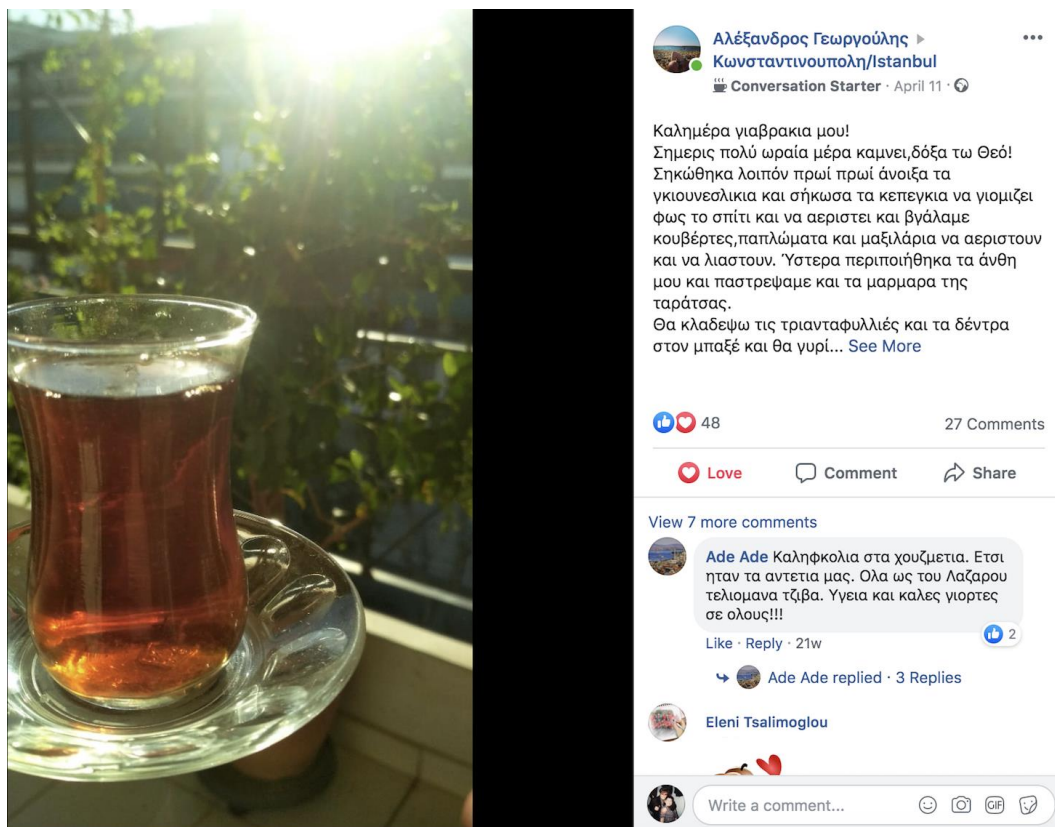 Αλέξανδρος Γεωργούλης ▸
Κωνσταντινουπολη/Istanbul
Conversation Starter · April 11 ·
Καλημέρα γιαβρακια μου!
Σημερις πολύ ωραία μέρα καμνει,δόξα τω Θεό!
Σηκώθηκα λοιπόν πρωί πρωί άνοιξα τα
γκιουνεσλικια και σήκωσα τα κεπεγκια να γιομιζει
φως το σπίτι και να αεριστει και βγάλαμε
κουβέρτες,παπλώματα και μαξιλάρια να αεριστουν
και να λιαστουν. Ύστερα περιποιήθηκα τα άνθη
μου και παστρεψαμε και τα μαρμαρα της
ταράτσας.
Θα κλαδεψω τις τριανταφυλλιές και τα δέντρα
στον μπαξέ και θα γυρί... See More
48
27 Comments
Love Comment Share
View 7 more comments
Ade Ade Καληφκολια στα χουζμετια. Ετσι
ηταν τα αντετια μας. Ολα ως του Λαζαρου
τελιομανα τζιβα. Υγεια και καλες γιορτες
σε ολους!!!
2
Like · Reply · 21w
Ade Ade replied · 3 Replies
Eleni Tsalimoglou
Write a comment...
GIF